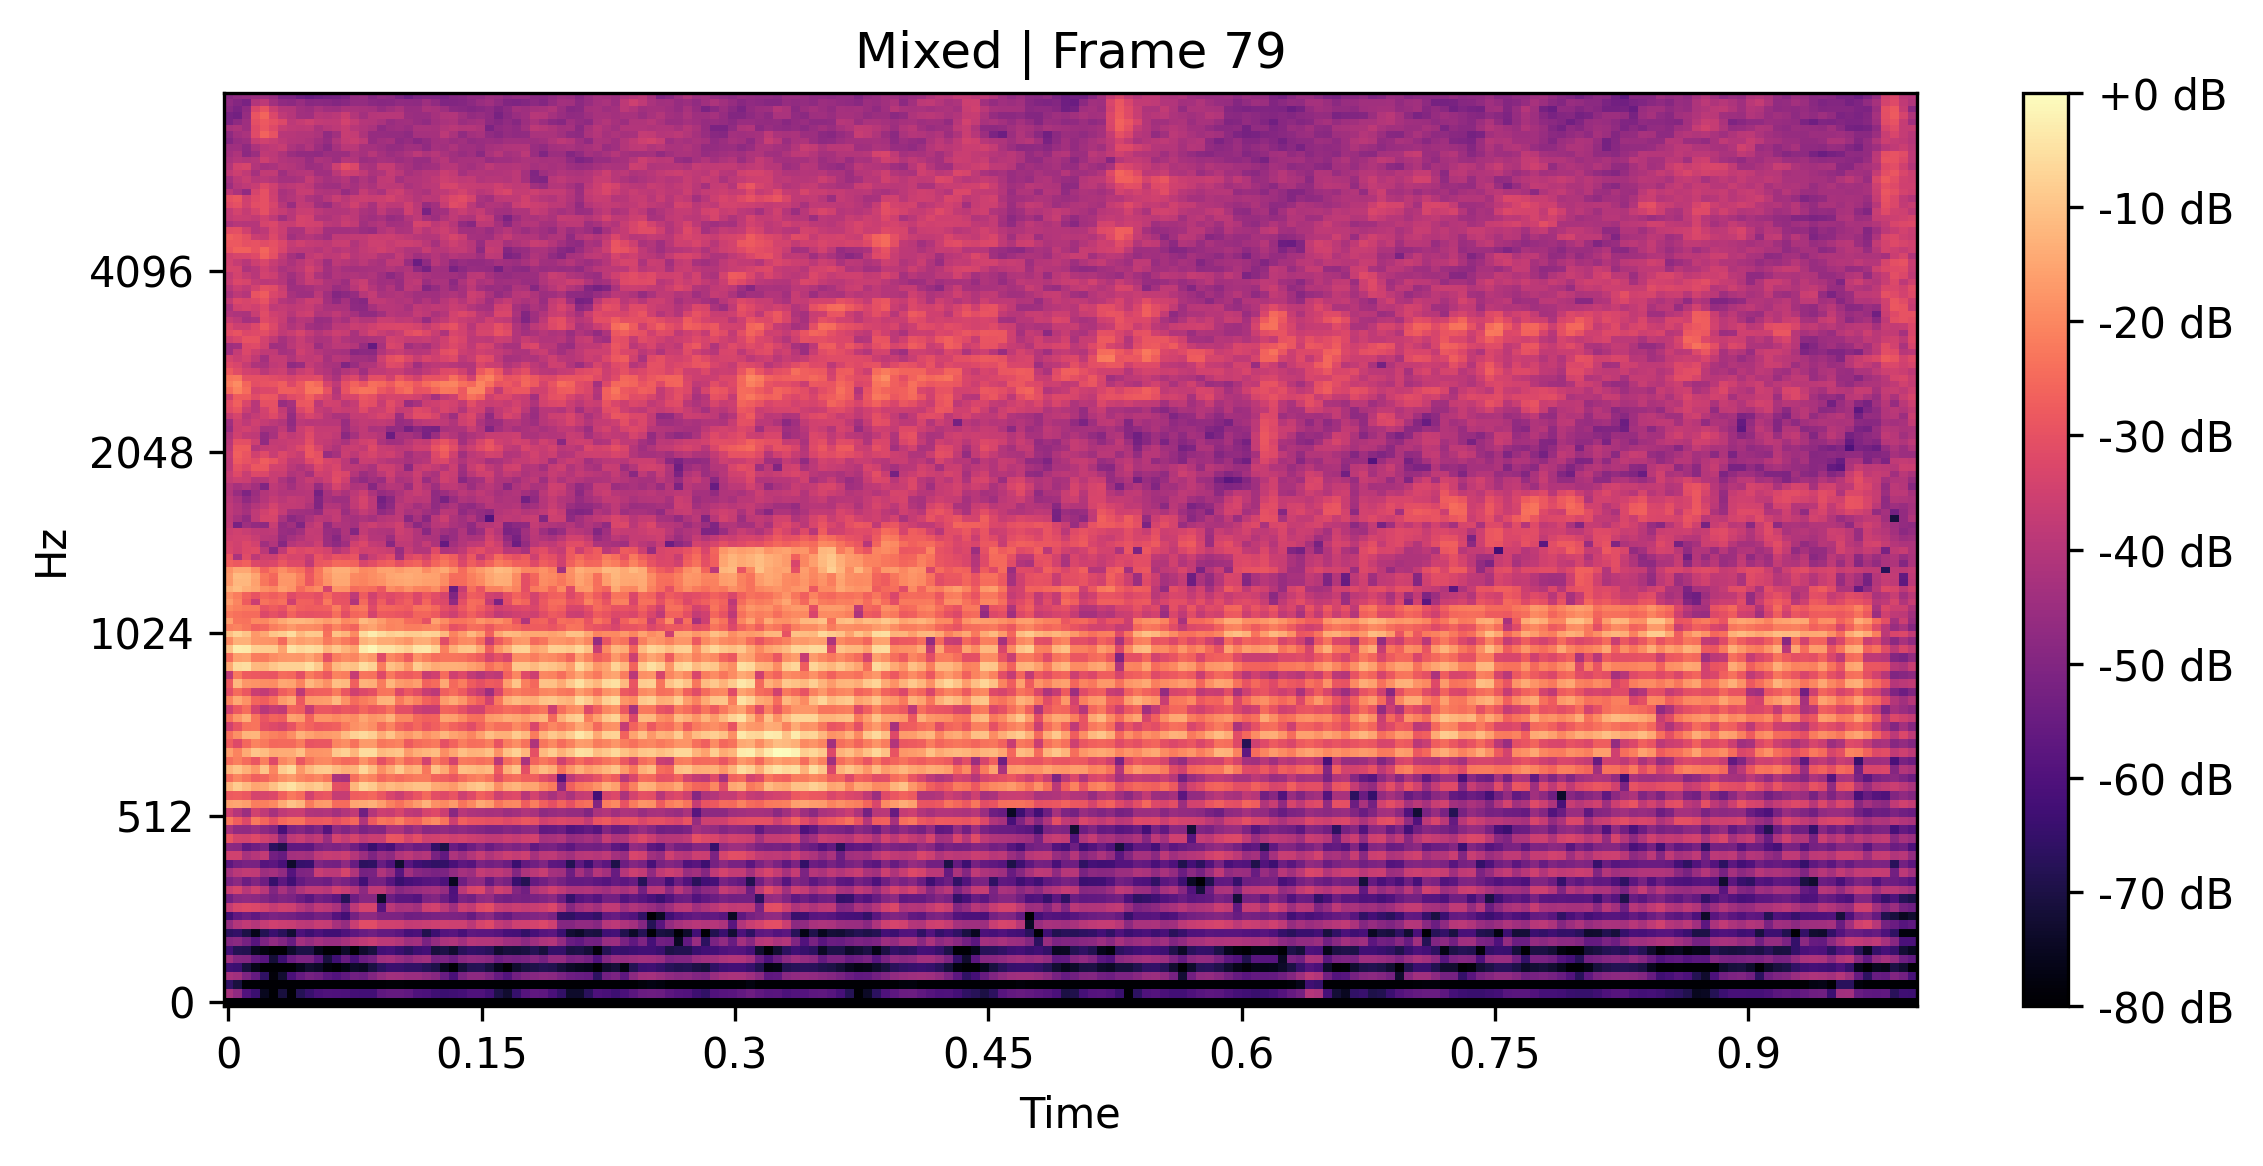 Mixed | Frame 79
Hz
4096
2048
1024
512
0
0 0.15 0.3 0.45 0.6 0.75 0.9
Time
+0 dB
-10 dB
-20 dB
-30 dB
-40 dB
-50 dB
-60 dB
-70 dB
-80 dB